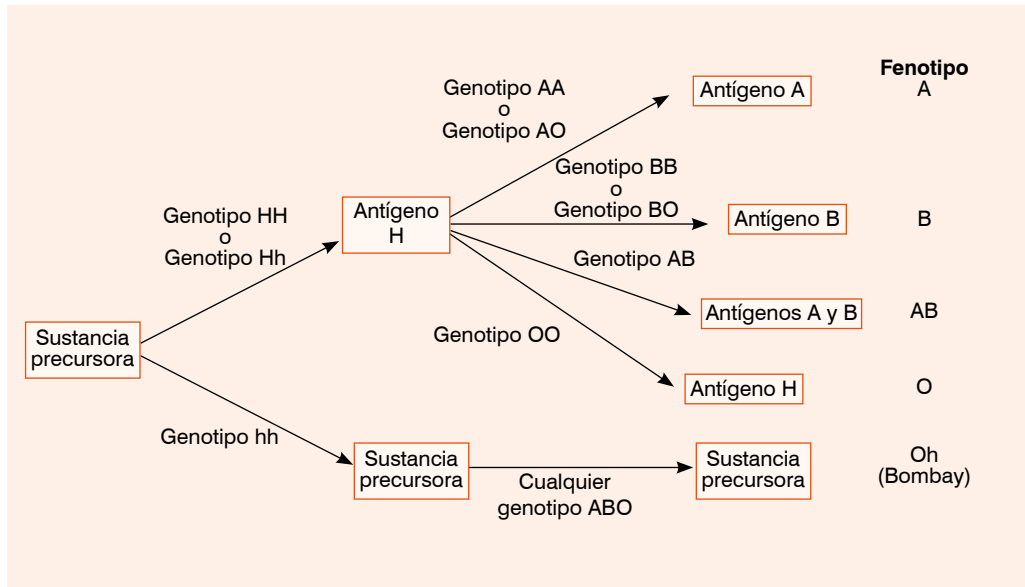 Fenotipo
Genotipo AA
o
Genotipo AO
Antígeno A
A
Genotipo BB
o
Genotipo BO
Antígeno B
B
Genotipo HH
o
Genotipo Hh
Antígeno
H
Genotipo AB
Antígenos A y B
AB
Sustancia
precursora
Genotipo OO
Antígeno H
O
Genotipo hh
Sustancia
precursora
Cualquier
genotipo ABO
Sustancia
precursora
Oh
(Bombay)